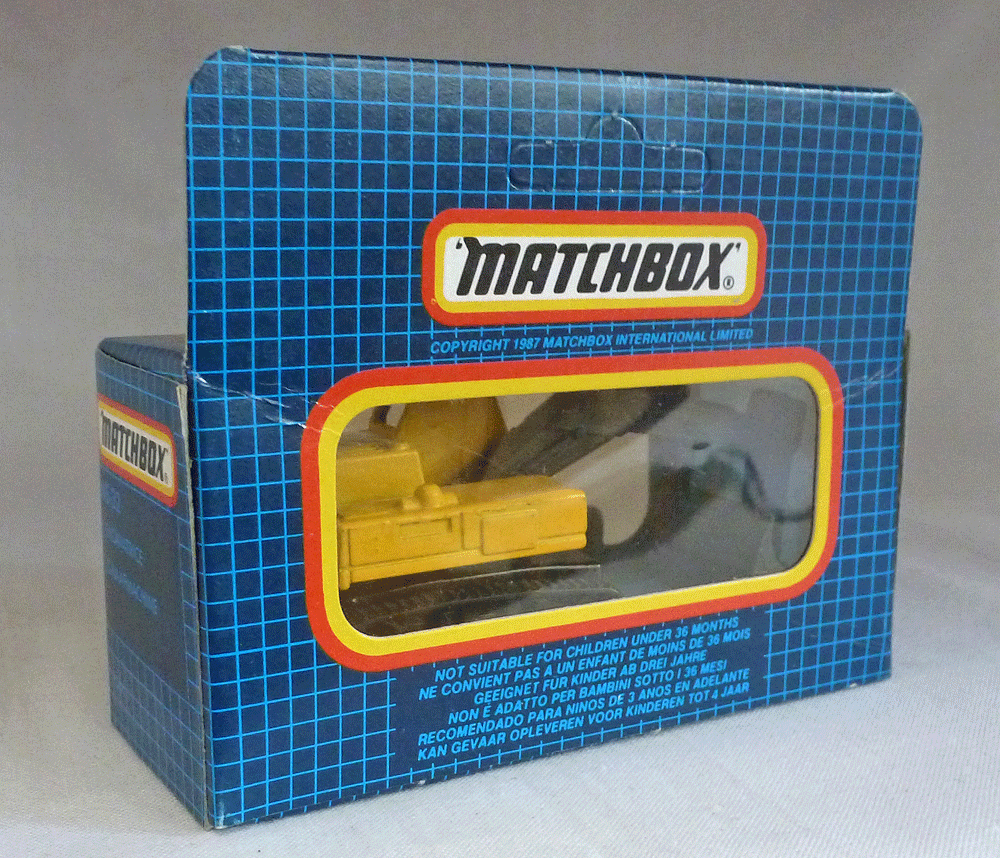 'MATCHBOX'®
COPYRIGHT 1987 MATCHBOX INTERNATIONAL LIMITED
NOT SUITABLE FOR CHILDREN UNDER 36 MONTHS
NE CONVIENT PAS A UN ENFANT DE MOINS DE 36 MOIS
GEEIGNET FUR KINDER AB DREI JAHRE
NON É ADATTO PER BAMBINI SOTTO I 36 MESI
RECOMENDADO PARA NINOS DE 3 ANOS EN ADELANTE
KAN GEVAAR OPLEVEREN VOOR KINDEREN TOT 4 JAAR
'MATCHBOX'